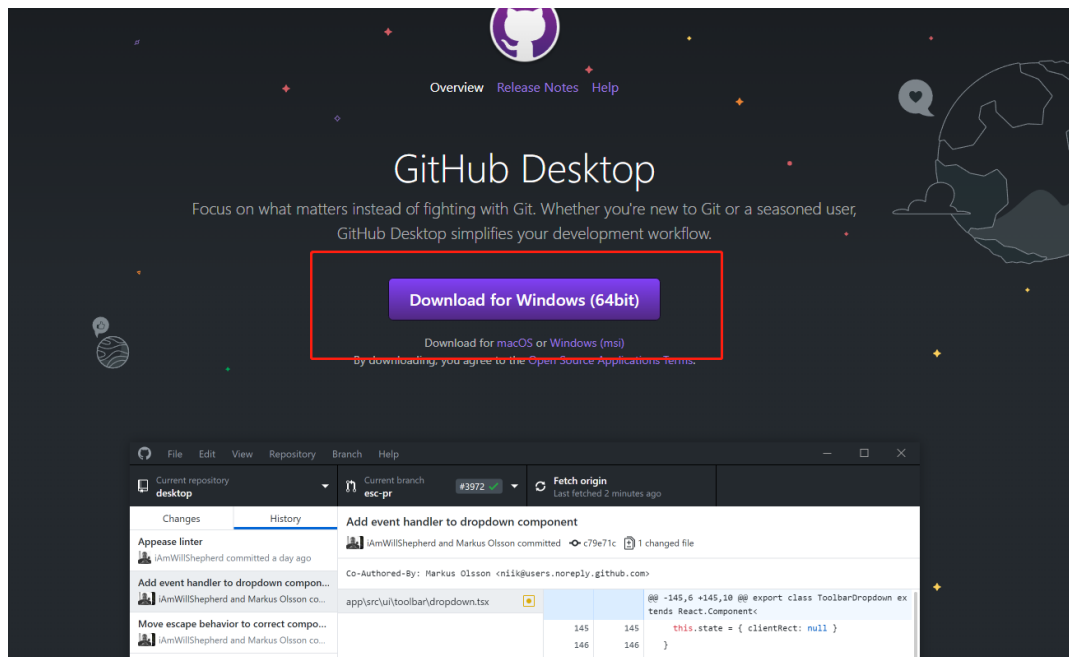 Overview Release Notes Help
GitHub Desktop
Focus on what matters instead of fighting with Git. Whether you're new to Git or a seasoned user,
GitHub Desktop simplifies your development workflow.
Download for Windows (64bit)
Download for macOS or Windows (msi)
By downloading, you agree to the Open Source Applications Terms.
File Edit View Repository Branch Help
Current repository
desktop
Current branch
esc-pr
#3972
Fetch origin
Last fetched 2 minutes ago
Changes History
Appease linter
iAmWillShepherd committed a day ago
Add event handler to dropdown compon...
iAmWillShepherd and Markus Olsson co...
Move escape behavior to correct compo...
iAmWillShepherd and Markus Olsson co...
Add event handler to dropdown component
iAmWillShepherd and Markus Olsson committed c79e71c 1 changed file
Co-Authored-By: Markus Olsson <niik@users.noreply.github.com>
app\src\ui\toolbar\dropdown.tsx
@@ -145,6 +145,10 @@ export class ToolbarDropdown ex
tends React.Component<
145 145 this.state = { clientRect: null }
146 146 }